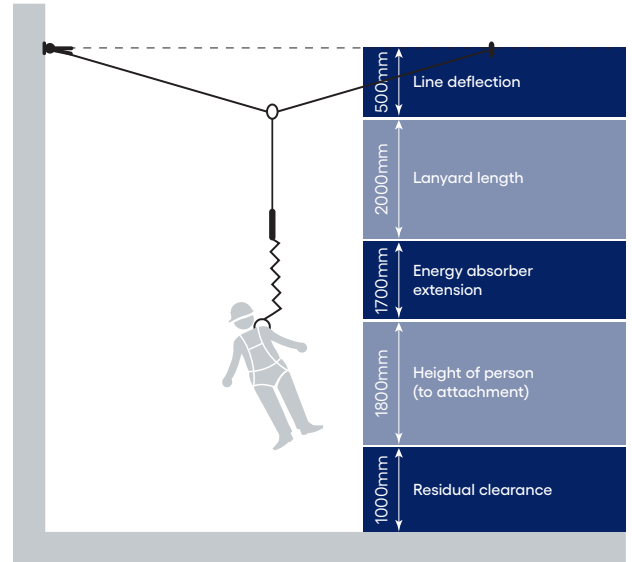 500mm
Line deflection
2000mm
Lanyard length
1700mm
Energy absorber
extension
1800mm
Height of person
(to attachment)
1000mm
Residual clearance